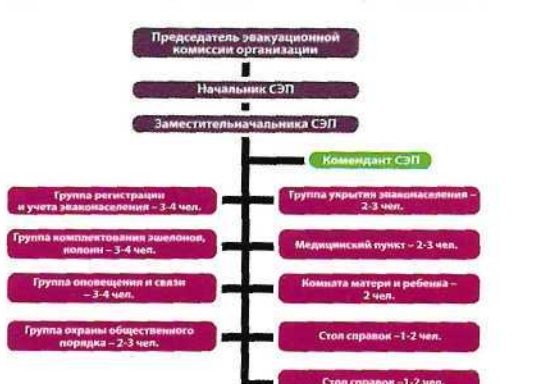 Председатель эвакуационной
комиссии организации
Начальник СЭП
Заместительначальника СЭП
Комендант СЭП
Группа регистрации
и учета эваконаселения – 3-4 чел.
Группа укрытия эваконаселения –
2-3 чел.
Группа комплектования эшелонов,
колонн – 3-4 чел.
Медицинский пункт – 2-3 чел.
Группа оповещения и связи
– 3-4 чел.
Комната матери и ребенка –
2 чел.
Группа охраны общественного
порядка – 2-3 чел.
Стол справок –1-2 чел.
Стол справок –1-2 чел.